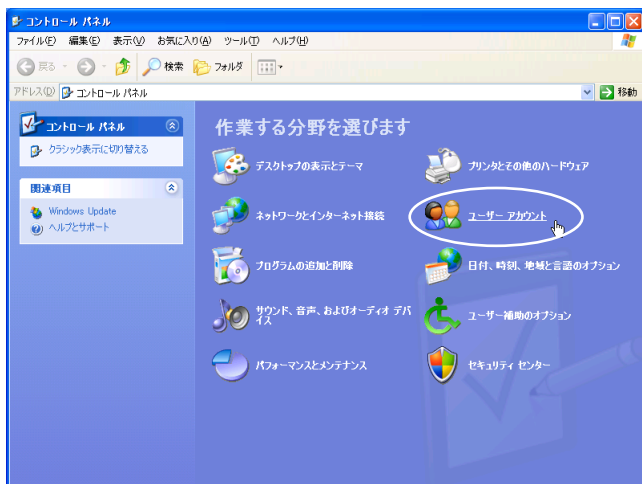 コントロール パネル
ファイル(F) 編集(E) 表示(V) お気に入り(A) ツール(T) ヘルプ(H)
戻る 検索 フォルダ
アドレス(D) コントロール パネル 移動
コントロール パネル
クラシック表示に切り替える
関連項目
Windows Update
ヘルプとサポート
作業する分野を選びます
デスクトップの表示とテーマ
プリンタとその他のハードウェア
ネットワークとインターネット接続
ユーザー アカウント
プログラムの追加と削除
日付、時刻、地域と言語のオプション
サウンド、音声、およびオーディオ デバ
イス
ユーザー補助のオプション
パフォーマンスとメンテナンス
セキュリティ センター